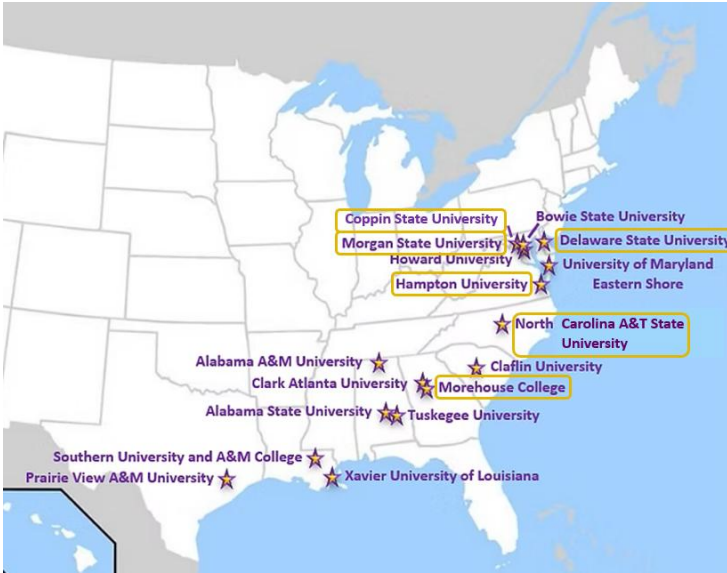 Coppin State University
Bowie State University
Morgan State University
Delaware State University
Howard University
University of Maryland
Eastern Shore
Hampton University
North Carolina A&T State
University
Alabama A&M University
Claflin University
Clark Atlanta University
Morehouse College
Alabama State University
Tuskegee University
Southern University and A&M College
Prairie View A&M University
Xavier University of Louisiana